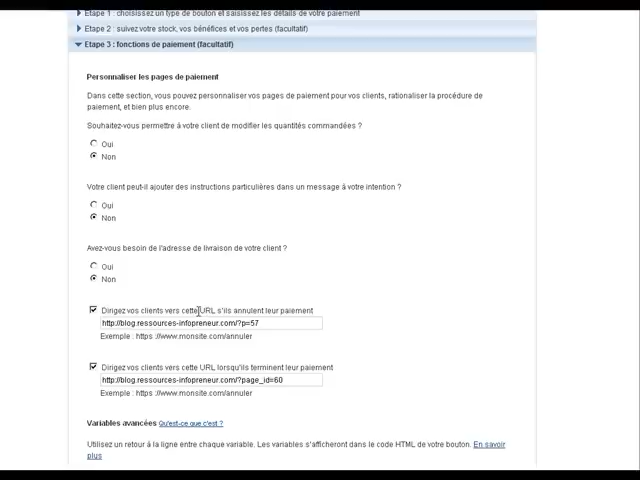 Etape 1 : choisissez un type de bouton et saisissez les détails de votre paiement
Etape 2 : suivez votre stock, vos bénéfices et vos pertes (facultatif)
Etape 3 : fonctions de paiement (facultatif)
Personnaliser les pages de paiement
Dans cette section, vous pouvez personnaliser vos pages de paiement pour vos clients, rationaliser la procédure de
paiement, et bien plus encore.
Souhaitez-vous permettre à votre client de modifier les quantités commandées ?
Oui
Non
Votre client peut-il ajouter des instructions particulières dans un message à votre intention ?
Oui
Non
Avez-vous besoin de l'adresse de livraison de votre client ?
Oui
Non
Dirigez vos clients vers cette URL s'ils annulent leur paiement
http://blog.ressources-infopreneur.com/?p=57
Exemple : https ://www.monsite.com/annuler
Dirigez vos clients vers cette URL lorsqu'ils terminent leur paiement
http://blog.ressources-infopreneur.com/?page_id=60
Exemple : https ://www.monsite.com/annuler
Variables avancées Qu'est-ce que c'est ?
Utilisez un retour à la ligne entre chaque variable. Les variables s'afficheront dans le code HTML de votre bouton. En savoir
plus